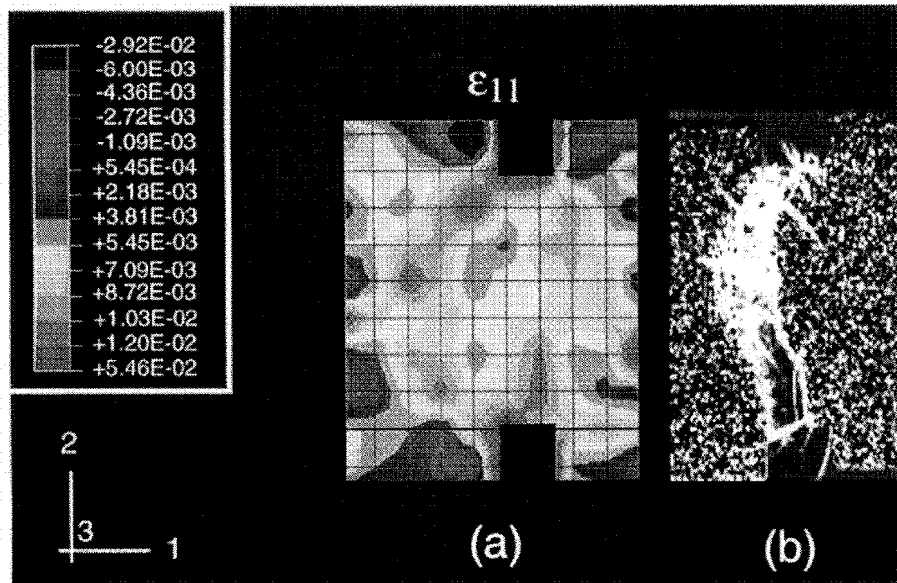 -2.92E-02
-6.00E-03
-4.36E-03
-2.72E-03
-1.09E-03
+5.45E-04
+2.18E-03
+3.81E-03
+5.45E-03
+7.09E-03
+8.72E-03
+1.03E-02
+1.20E-02
+5.46E-02
ε₁₁
2
3
1
(a)
(b)